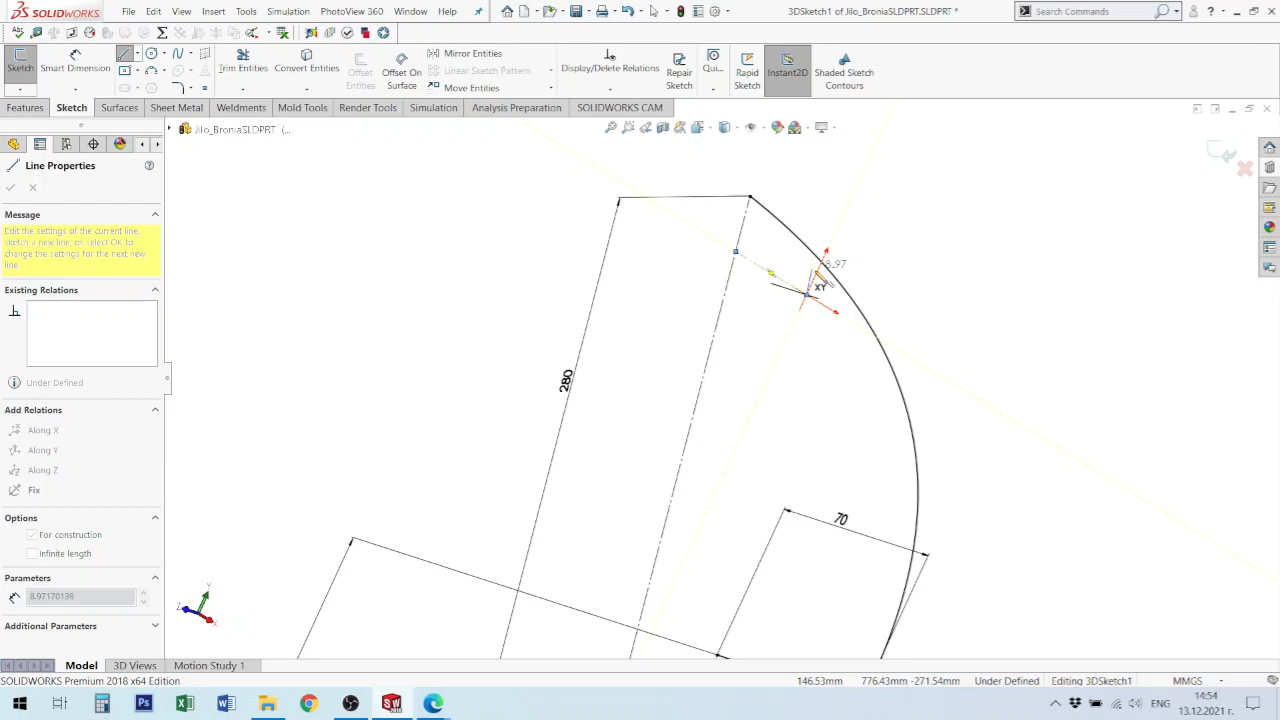 SOLIDWORKS
File Edit View Insert Tools Simulation PhotoView 360 Window Help
3DSketch1 of Jilo_BroniaSLDPRT.SLDPRT *
Search Commands
Sketch
Smart Dimension
Trim Entities
Convert Entities
Offset Entities
Offset On Surface
Mirror Entities
Linear Sketch Pattern
Move Entities
Display/Delete Relations
Repair Sketch
Qui...
Rapid Sketch
Instant2D
Shaded Sketch Contours
Features Sketch Surfaces Sheet Metal Weldments Mold Tools Render Tools Simulation Analysis Preparation SOLIDWORKS CAM
Jilo_BroniaSLDPRT (...
Line Properties
Message
Edit the settings of the current line,
sketch a new line, or select OK to
change the settings for the next new
line.
Existing Relations
Under Defined
Add Relations
Along X
Along Y
Along Z
Fix
Options
For construction
Infinite length
Parameters
8.97170139
Additional Parameters
8.97
XY
280
70
Y
Z
X
Model 3D Views Motion Study 1
SOLIDWORKS Premium 2018 x64 Edition
146.53mm 776.43mm -271.54mm Under Defined Editing 3DSketch1 MMGS
ENG
14:54
13.12.2021 г.